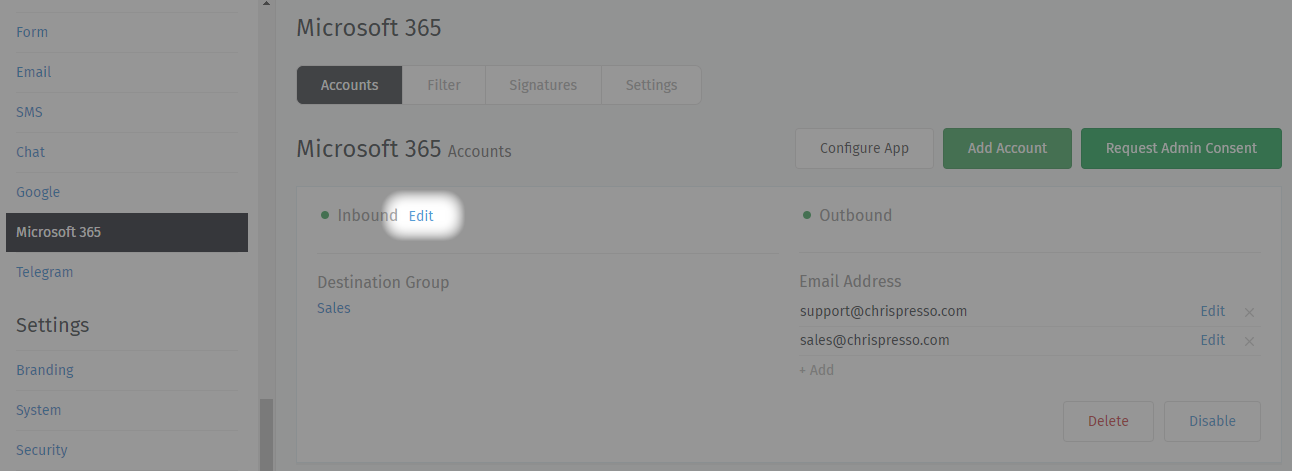 Form
Email
SMS
Chat
Google
Microsoft 365
Telegram
Settings
Branding
System
Security
Microsoft 365
Accounts Filter Signatures Settings
Microsoft 365 Accounts
Configure App Add Account Request Admin Consent
Inbound Edit
Destination Group
Sales
Outbound
Email Address
support@chrispresso.com Edit ×
sales@chrispresso.com Edit ×
+ Add
Delete Disable